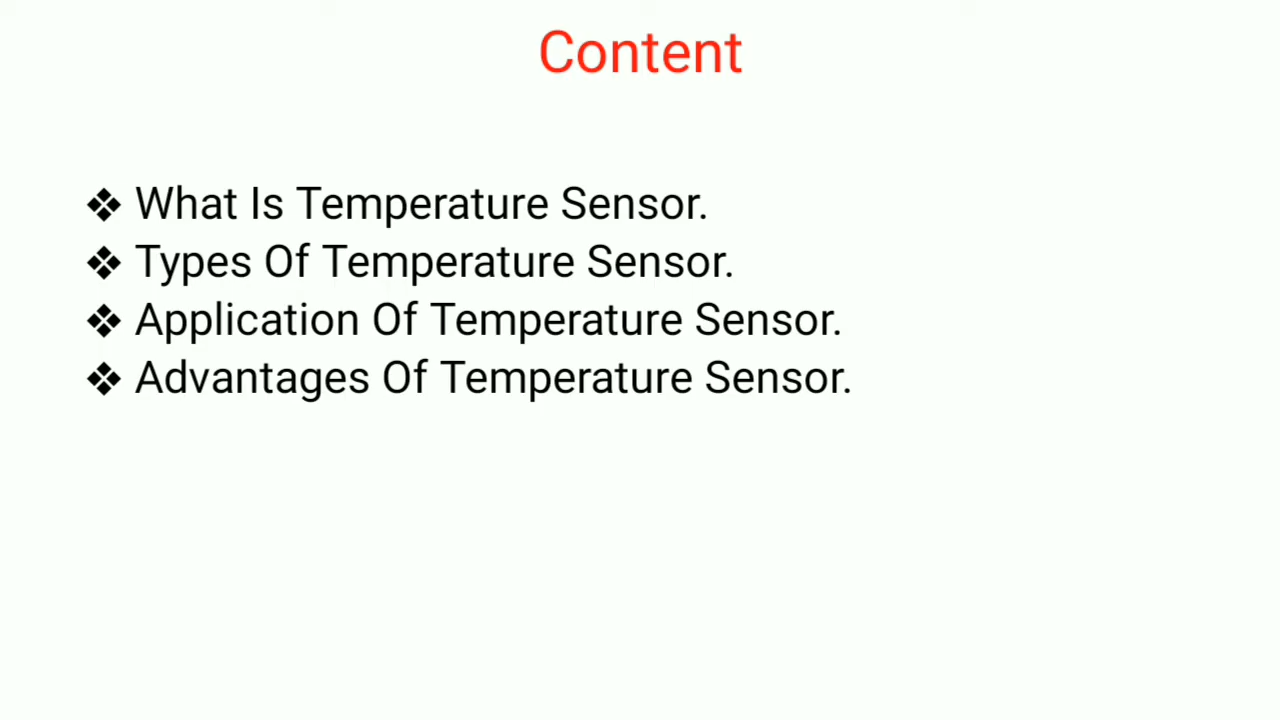 Content
❖ What Is Temperature Sensor.
❖ Types Of Temperature Sensor.
❖ Application Of Temperature Sensor.
❖ Advantages Of Temperature Sensor.